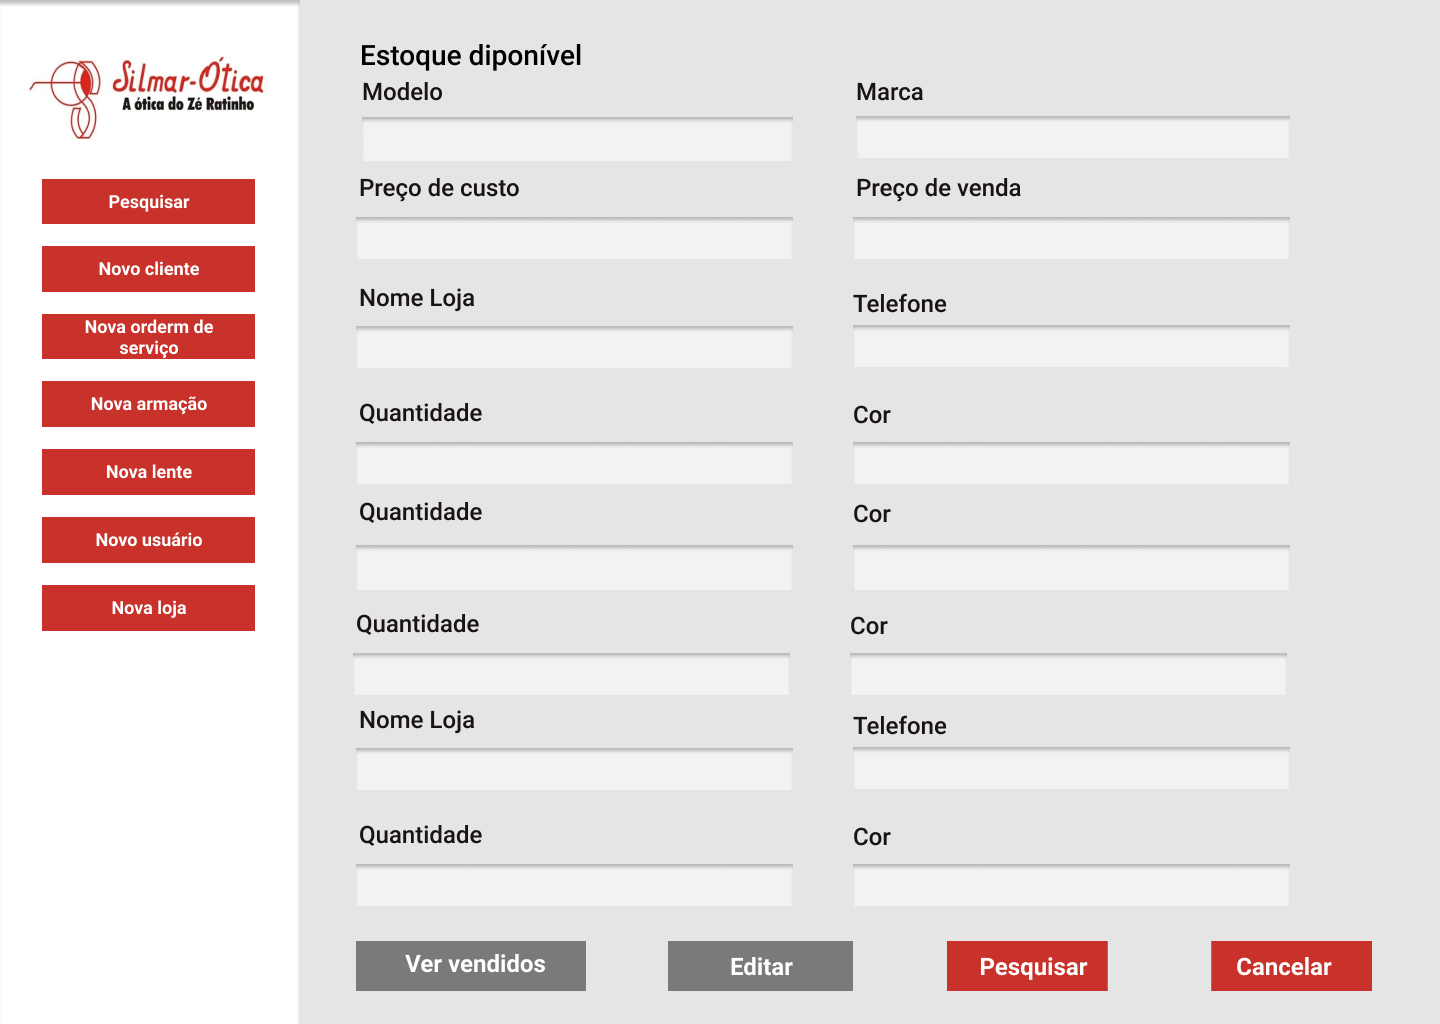 Silmar-Ótica
A ótica do Zé Ratinho
Pesquisar
Novo cliente
Nova orderm de
serviço
Nova armação
Nova lente
Novo usuário
Nova loja
Estoque diponível
Modelo
Marca
Preço de custo
Preço de venda
Nome Loja
Telefone
Quantidade
Cor
Quantidade
Cor
Quantidade
Cor
Nome Loja
Telefone
Quantidade
Cor
Ver vendidos
Editar
Pesquisar
Cancelar